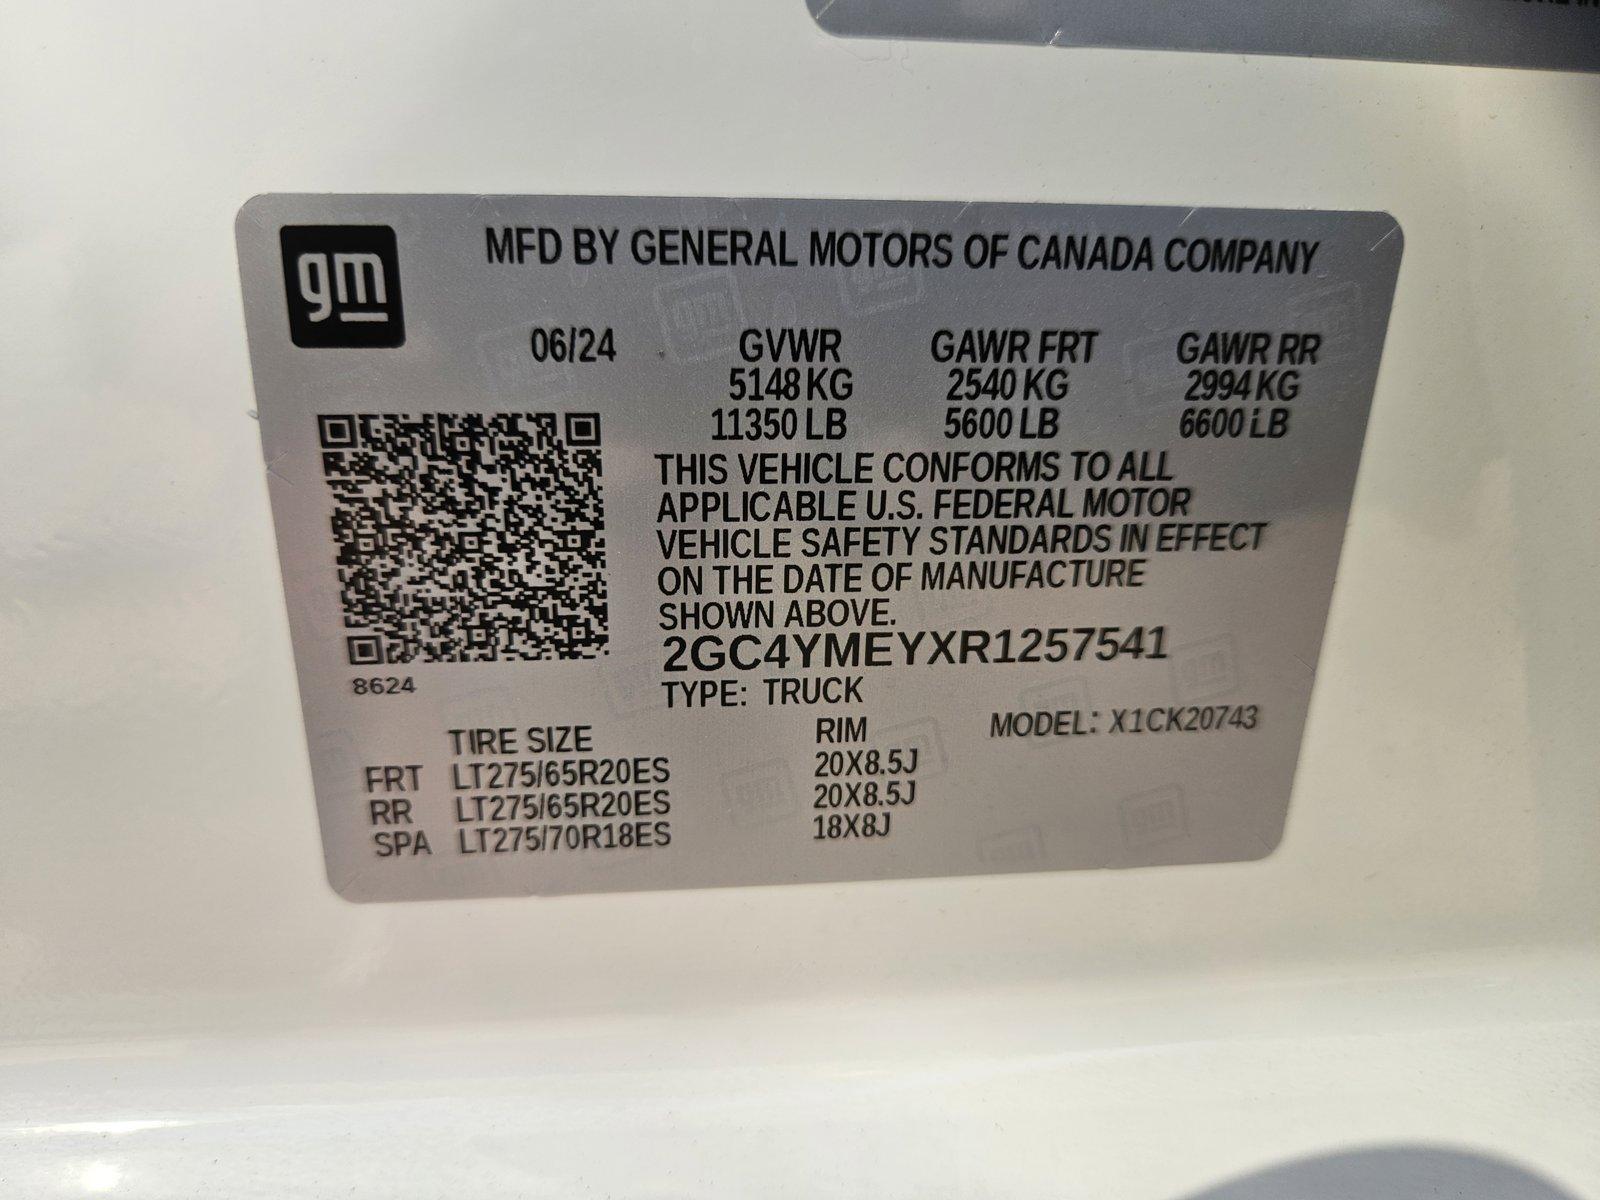 gm
MFD BY GENERAL MOTORS OF CANADA COMPANY
06/24 GVWR GAWR FRT GAWR RR
5148 KG 2540 KG 2994 KG
11350 LB 5600 LB 6600 LB
THIS VEHICLE CONFORMS TO ALL
APPLICABLE U.S. FEDERAL MOTOR
VEHICLE SAFETY STANDARDS IN EFFECT
ON THE DATE OF MANUFACTURE
SHOWN ABOVE.
2GC4YMEYXR1257541
8624
TYPE: TRUCK
TIRE SIZE RIM MODEL: X1CK20743
FRT LT275/65R20ES 20X8.5J
RR LT275/65R20ES 20X8.5J
SPA LT275/70R18ES 18X8J